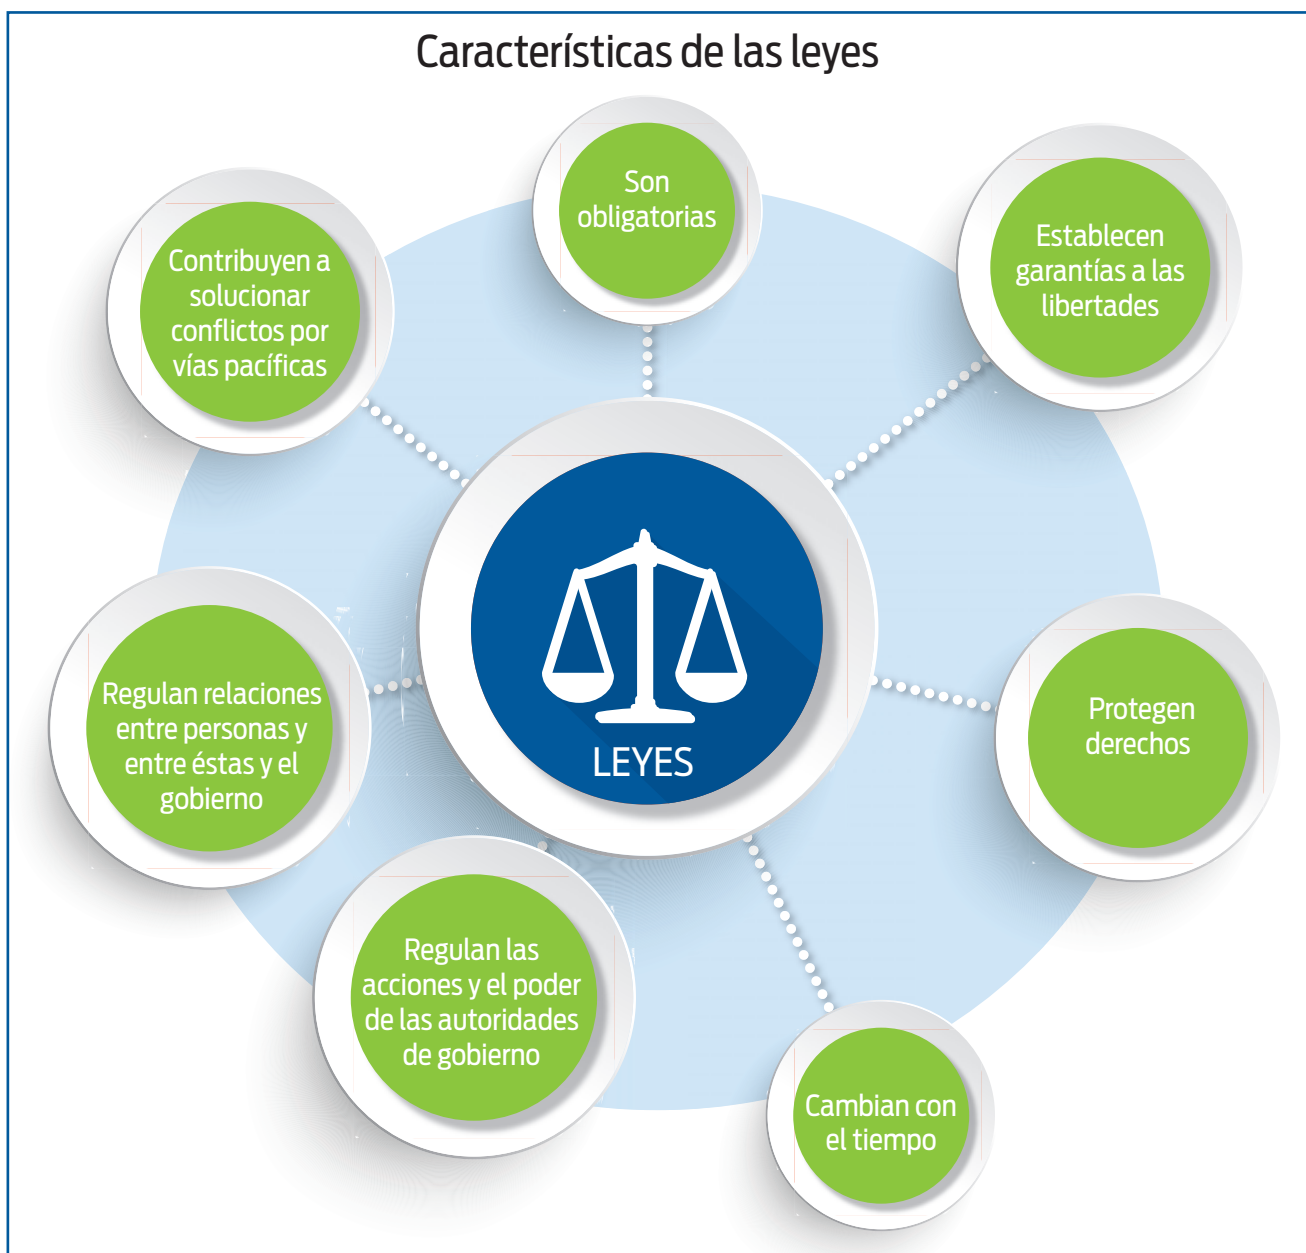 Características de las leyes
Son
obligatorias
Establecen
garantías a las
libertades
Protegen
derechos
Cambian con
el tiempo
Regulan las
acciones y el poder
de las autoridades
de gobierno
Regulan relaciones
entre personas y
entre éstas y el
gobierno
Contribuyen a
solucionar
conflictos por
vías pacíficas
LEYES